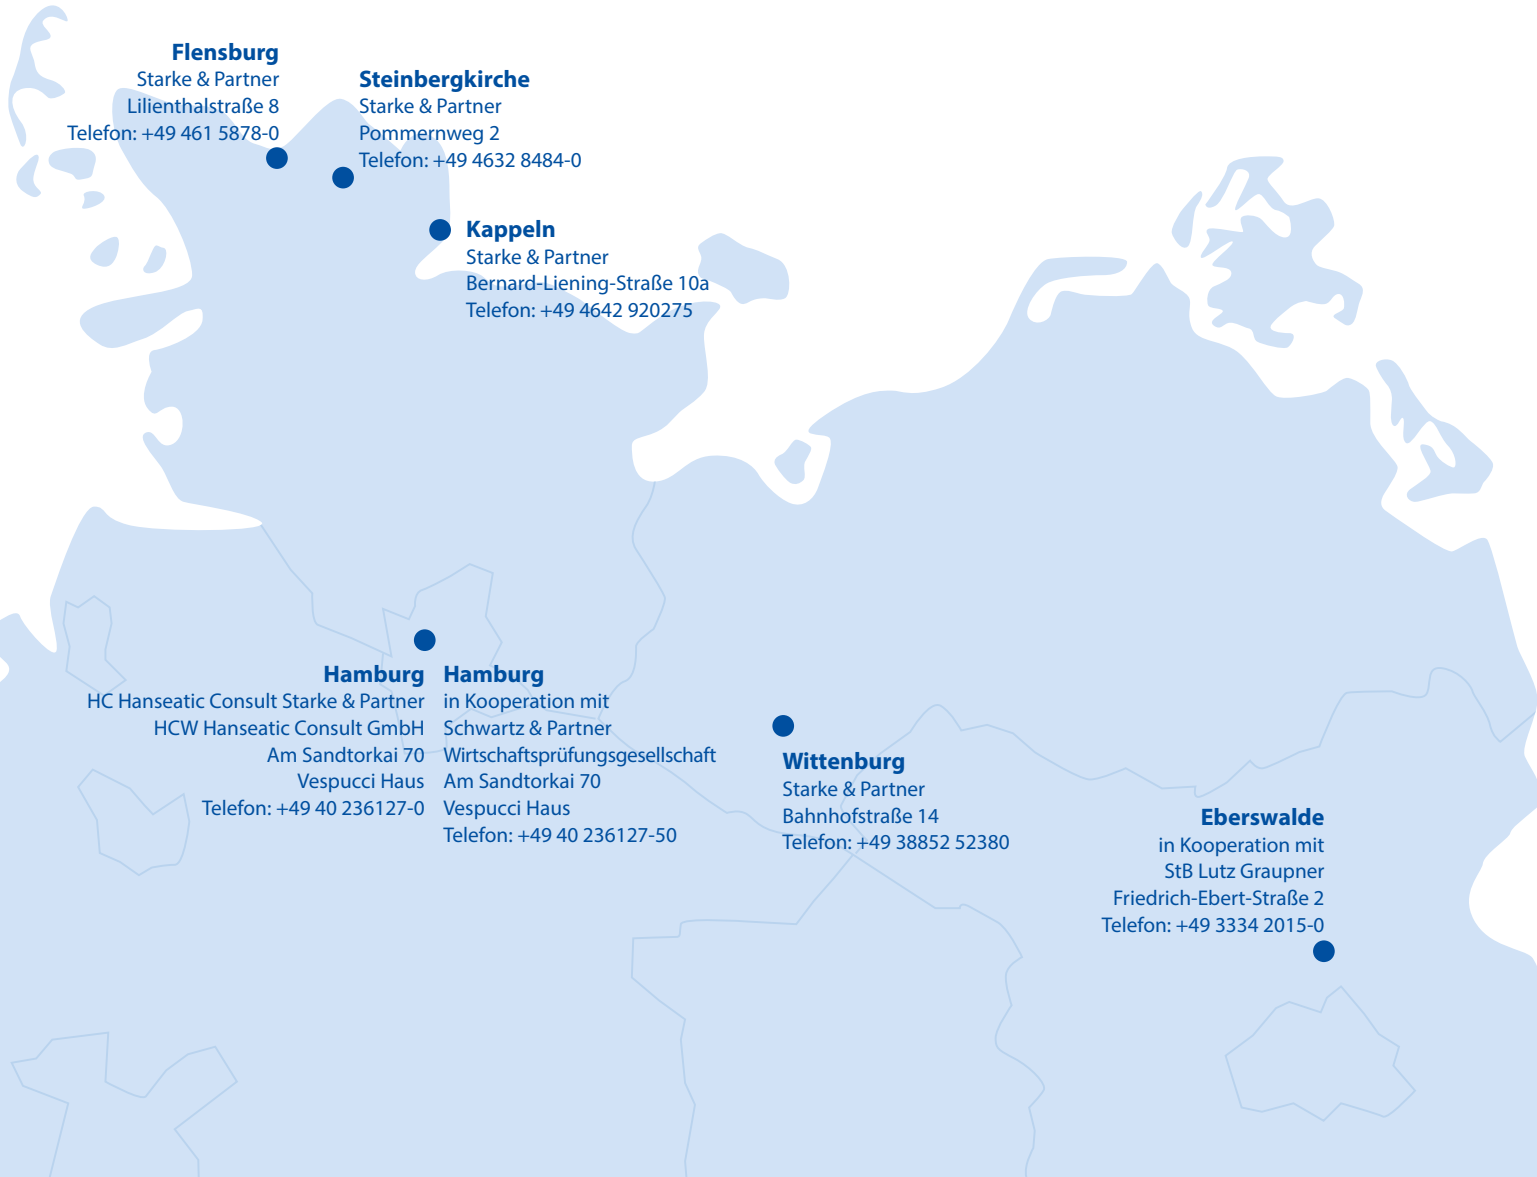 Flensburg
Starke & Partner
Lilienthalstraße 8
Telefon: +49 461 5878-0
Steinbergkirche
Starke & Partner
Pommernweg 2
Telefon: +49 4632 8484-0
Kappeln
Starke & Partner
Bernard-Liening-Straße 10a
Telefon: +49 4642 920275
Hamburg
HC Hanseatic Consult Starke & Partner
HCW Hanseatic Consult GmbH
Am Sandtorkai 70
Vespucci Haus
Telefon: +49 40 236127-0
Hamburg
in Kooperation mit
Schwartz & Partner
Wirtschaftsprüfungsgesellschaft
Am Sandtorkai 70
Vespucci Haus
Telefon: +49 40 236127-50
Wittenburg
Starke & Partner
Bahnhofstraße 14
Telefon: +49 38852 52380
Eberswalde
in Kooperation mit
StB Lutz Graupner
Friedrich-Ebert-Straße 2
Telefon: +49 3334 2015-0